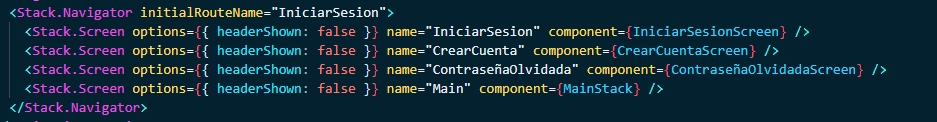 <Stack.Navigator initialRouteName="IniciarSesion">
<Stack.Screen options={{ headerShown: false }} name="IniciarSesion" component={IniciarSesionScreen} />
<Stack.Screen options={{ headerShown: false }} name="CrearCuenta" component={CrearCuentaScreen} />
<Stack.Screen options={{ headerShown: false }} name="ContraseñaOlvidada" component={ContraseñaOlvidadaScreen} />
<Stack.Screen options={{ headerShown: false }} name="Main" component={MainStack} />
</Stack.Navigator>